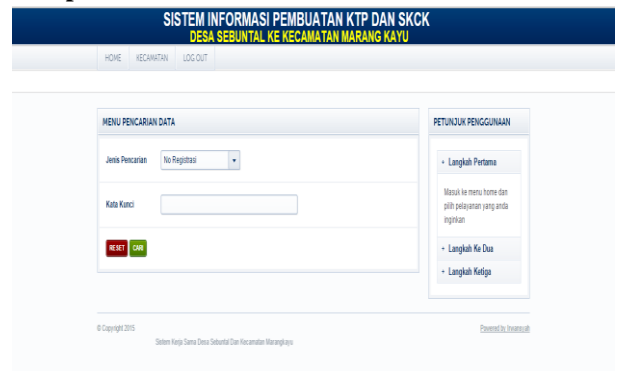 SISTEM INFORMASI PEMBUATAN KTP DAN SKCK
DESA SEBUNTAL KE KECAMATAN MARANG KAYU
HOME KECAMATAN LOG OUT
MENU PENCARIAN DATA
Jenis Pencarian No Registrasi
Kata Kunci
RESET CARI
PETUNJUK PENGGUNAAN
+ Langkah Pertama
Masuk ke menu home dan
pilih pelayanan yang anda
inginkan
+ Langkah Ke Dua
+ Langkah Ketiga
© Copyright 2015
Sistem Kerja Sama Desa Sebuntal Dan Kecamatan Marangkayu
Powered by Irwansyah